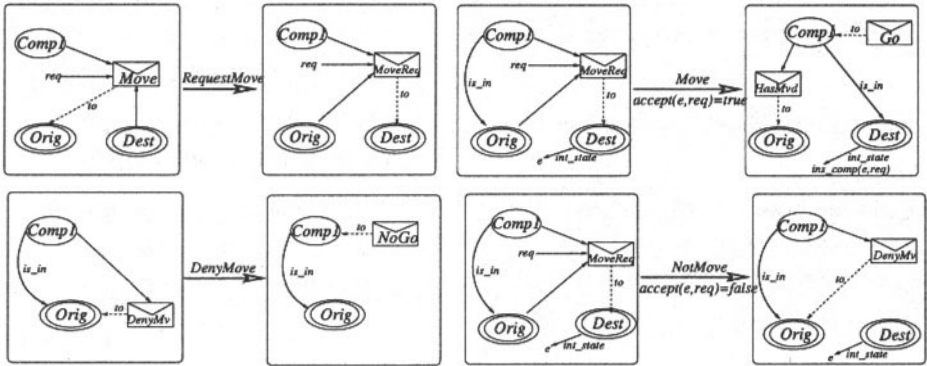 Comp1
req
Move
to
Orig
Dest
RequestMove
Comp1
req
MoveReq
to
Orig
Dest
Comp1
is_in
req
MoveReq
to
Orig
Dest
e
int_state
Move
accept(e,req)=true
Comp1
to
Go
HasMvd
is_in
to
Orig
Dest
int_state
ins_comp(e,req)
Comp1
is_in
Orig
to
DenyMv
DenyMove
Comp1
to
NoGo
is_in
Orig
Comp1
is_in
req
MoveReq
to
Orig
Dest
e
int_state
NotMove
accept(e,req)=false
Comp1
DenyMv
is_in
to
Orig
Dest
e
int_state